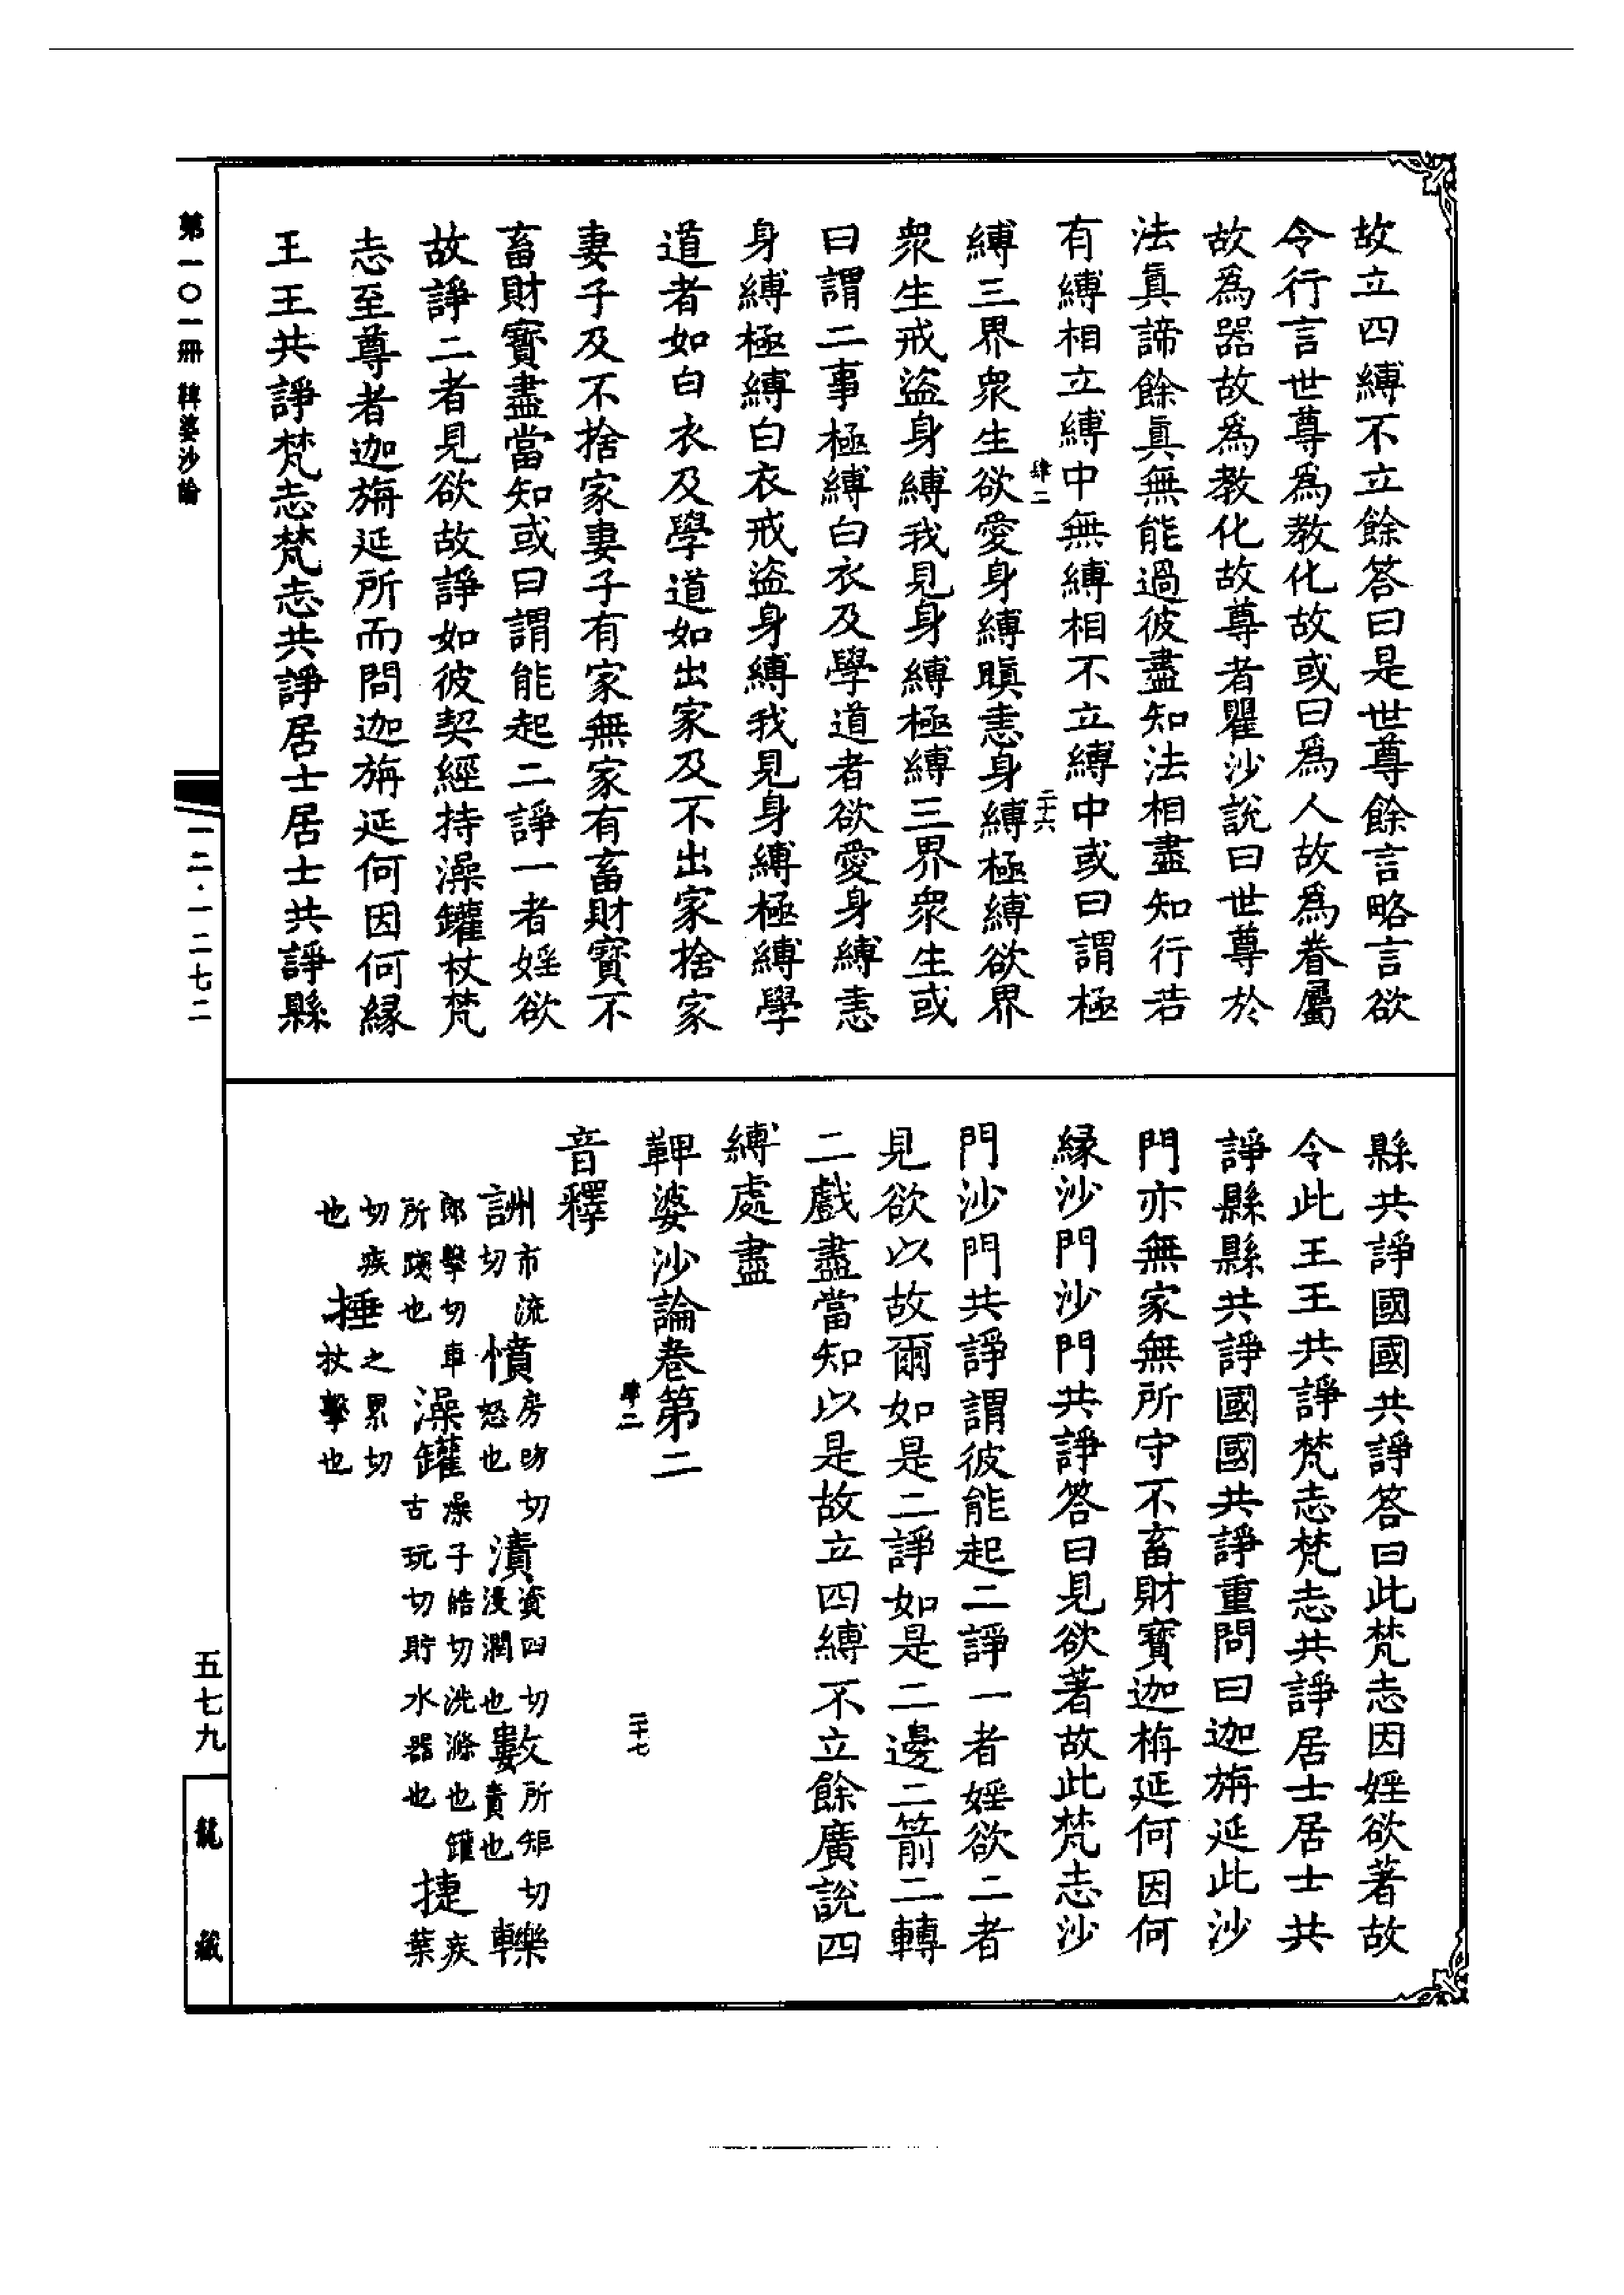 故立四縛不立餘答曰是世尊餘言略言欲
令行言世尊爲教化故或曰爲人故爲眷屬
故爲器故爲教化故尊者瞿沙說曰世尊於
法眞諦餘眞無能過彼盡知法相盡知行若
有縛相立縛中無縛相不立縛中或曰謂極
肆二
二十六
縛三界衆生欲愛身縛瞋恚身縛極縛欲界
衆生戒盜身縛我見身縛極縛三界衆生或
曰謂二事極縛白衣及學道者欲愛身縛恚
身縛極縛白衣戒盜身縛我見身縛極縛學
道者如白衣及學道如出家及不出家捨家
妻子及不捨家妻子有家無家有畜財寳不
畜財寳盡當知或曰謂能起二諍一者婬欲
故諍二者見欲故諍如彼契經持澡罐杖梵
志至尊者迦旃延所而問迦旃延何因何緣
王王共諍梵志梵志共諍居士居士共諍縣
縣共諍國國共諍答曰此梵志因婬欲著故
令此王王共諍梵志梵志共諍居士居士共
諍縣縣共諍國國共諍重問曰迦旃延此沙
門亦無家無所守不畜財寳迦栴延何因何
緣沙門沙門共諍答曰見欲著故此梵志沙
門沙門共諍謂彼能起二諍一者婬欲二者
見欲以故爾如是二諍如是二邊二箭二轉
二戲盡當知以是故立四縛不立餘廣說四
縛處盡
鞞婆沙論卷第二
肆二
二十七
音釋
詶市流切 憤房吻切怒也 漬資四切浸潤也 數所矩切責也 轢
郎擊切車所踐也 澡罐澡子皓切洗滌也罐古玩切貯水器也 捷疾葉
切疾也 捶之累切杖擊也
第一〇一冊 鞞婆沙論
一二·一二七二
五七九
龍藏